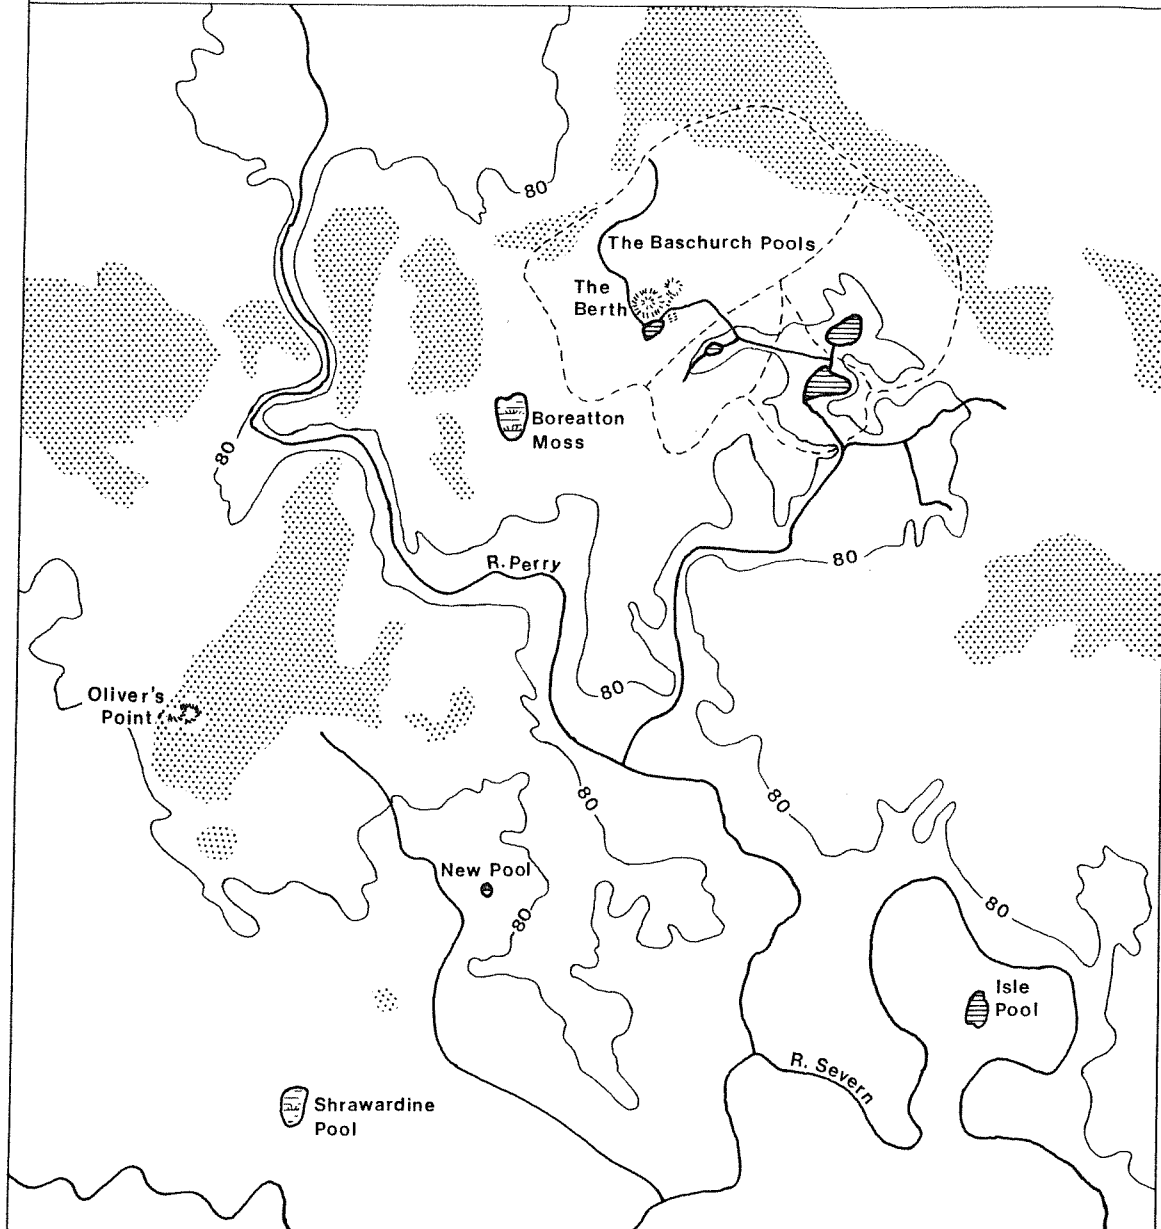 80
The Baschurch Pools
The
Berth
Boreatton
Moss
80
R. Perry
80
80
Oliver's
Point
80
80
New Pool
80
80
Isle
Pool
R. Severn
Shrawardine
Pool